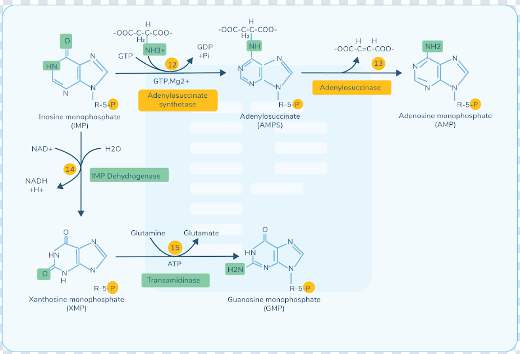 H
-OOC-C-C-COO-
H₂
NH3+
O
HN
N
N
N
N
R-5-P
Inosine monophosphate
(IMP)
GTP
GDP
+Pi
12
GTP,Mg2+
Adenylosuccinate
synthetase
H
-OOC-C-C-COO-
H₂
NH
N
N
N
N
R-5-P
Adenylosuccinate
(AMPS)
H
-OOC-C=C-COO-
H
13
Adenylosuccinase
NH2
N
N
N
N
R-5-P
Adenosine monophosphate
(AMP)
NAD+
H2O
14
NADH
+H+
IMP Dehydrogenase
O
HN
O
N
H
N
N
R-5-P
Xanthosine monophosphate
(XMP)
Glutamine
Glutamate
15
ATP
Transamidinase
O
HN
H2N
N
N
N
R-5-P
Guanosine monophosphate
(GMP)